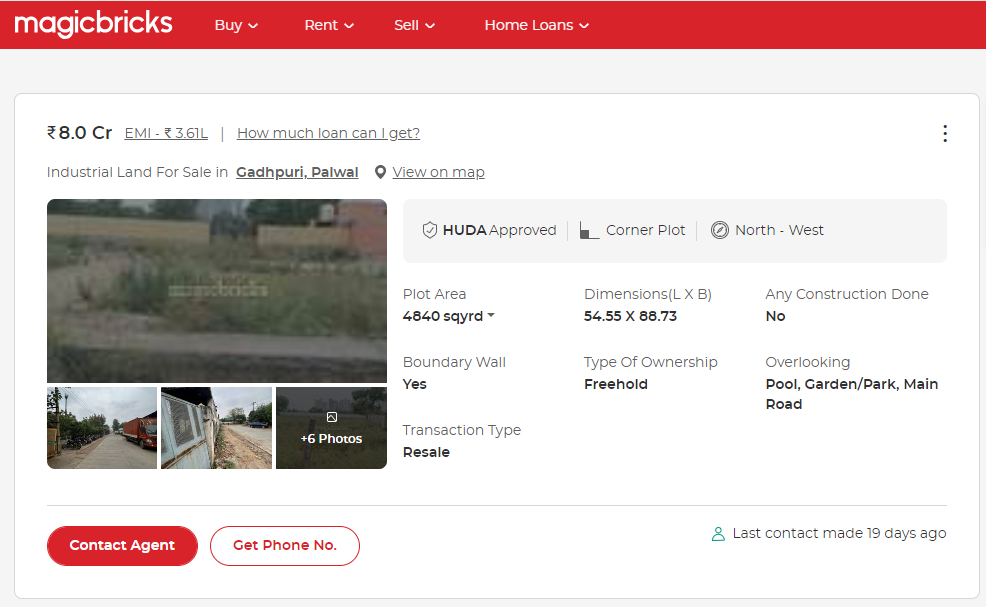 magicbricks Buy Rent Sell Home Loans
₹8.0 Cr EMI - ₹ 3.61L | How much loan can I get?
Industrial Land For Sale in Gadhpuri, Palwal View on map
HUDA Approved Corner Plot North - West
magicbricks
Plot Area Dimensions(L X B) Any Construction Done
4840 sqyrd 54.55 X 88.73 No
Boundary Wall Type Of Ownership Overlooking
Yes Freehold Pool, Garden/Park, Main
Road
+6 Photos
Transaction Type
Resale
Contact Agent Get Phone No. Last contact made 19 days ago